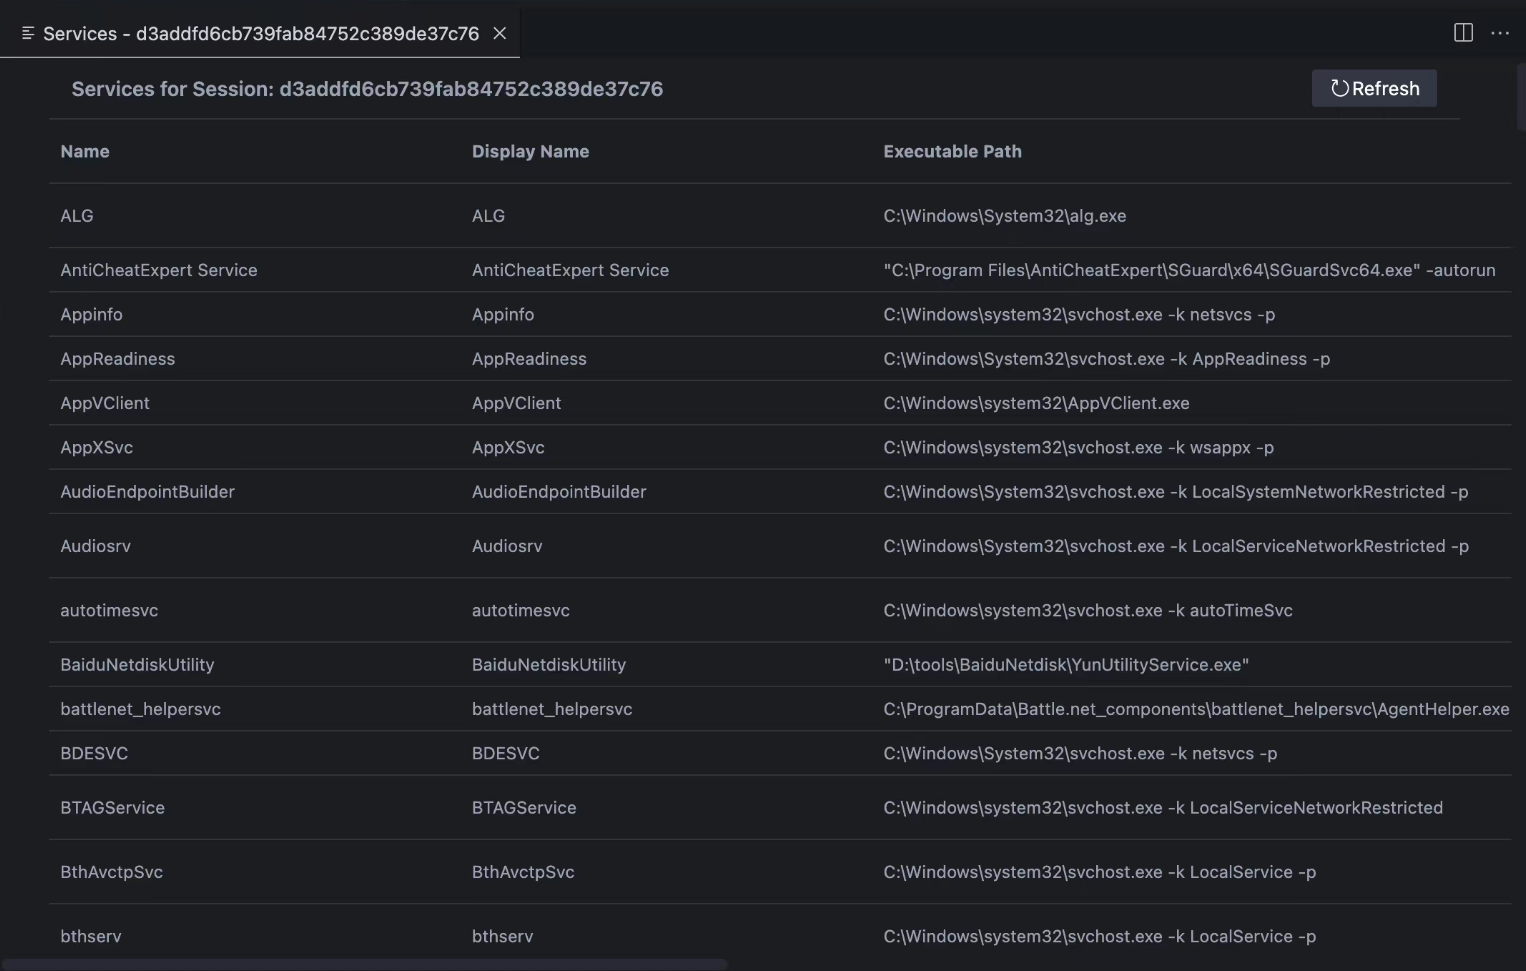 Services - d3addfd6cb739fab84752c389de37c76
Services for Session: d3addfd6cb739fab84752c389de37c76 Refresh
Name Display Name Executable Path
ALG ALG C:\Windows\System32\alg.exe
AntiCheatExpert Service AntiCheatExpert Service "C:\Program Files\AntiCheatExpert\SGuard\x64\SGuardSvc64.exe" -autorun
Appinfo Appinfo C:\Windows\system32\svchost.exe -k netsvcs -p
AppReadiness AppReadiness C:\Windows\System32\svchost.exe -k AppReadiness -p
AppVClient AppVClient C:\Windows\system32\AppVClient.exe
AppXSvc AppXSvc C:\Windows\system32\svchost.exe -k wsappx -p
AudioEndpointBuilder AudioEndpointBuilder C:\Windows\System32\svchost.exe -k LocalSystemNetworkRestricted -p
Audiosrv Audiosrv C:\Windows\System32\svchost.exe -k LocalServiceNetworkRestricted -p
autotimesvc autotimesvc C:\Windows\system32\svchost.exe -k autoTimeSvc
BaiduNetdiskUtility BaiduNetdiskUtility "D:\tools\BaiduNetdisk\YunUtilityService.exe"
battlenet_helpersvc battlenet_helpersvc C:\ProgramData\Battle.net_components\battlenet_helpersvc\AgentHelper.exe
BDESVC BDESVC C:\Windows\System32\svchost.exe -k netsvcs -p
BTAGService BTAGService C:\Windows\system32\svchost.exe -k LocalServiceNetworkRestricted
BthAvctpSvc BthAvctpSvc C:\Windows\system32\svchost.exe -k LocalService -p
bthserv bthserv C:\Windows\system32\svchost.exe -k LocalService -p